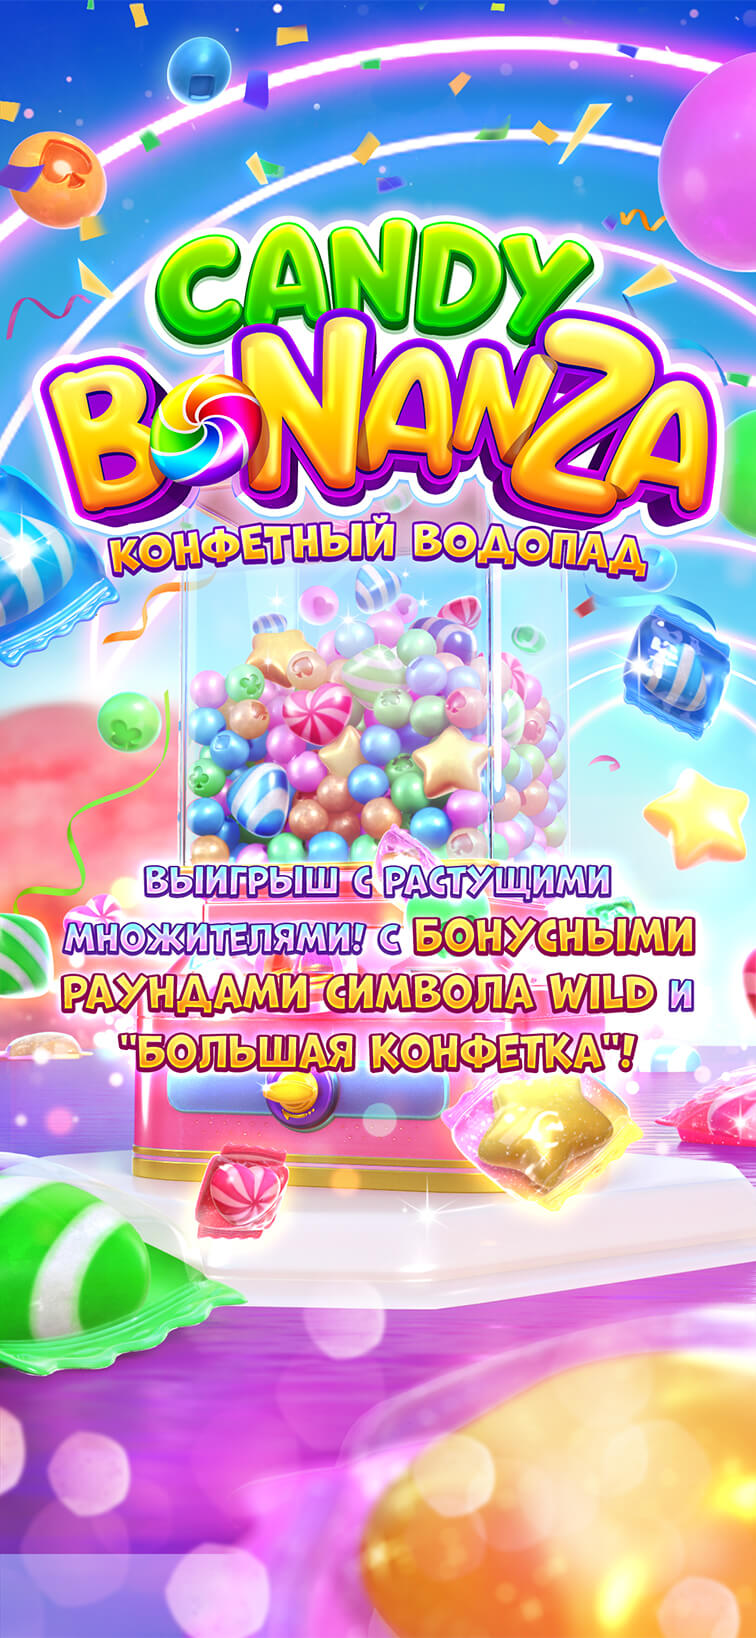 CANDY
BONANZA
КОНФЕТНЫЙ ВОДОПАД
ВЫИГРЫШ С РАСТУЩИМИ
МНОЖИТЕЛЯМИ! С БОНУСНЫМИ
РАУНДАМИ СИМВОЛА WILD И
"БОЛЬШАЯ КОНФЕТКА"!